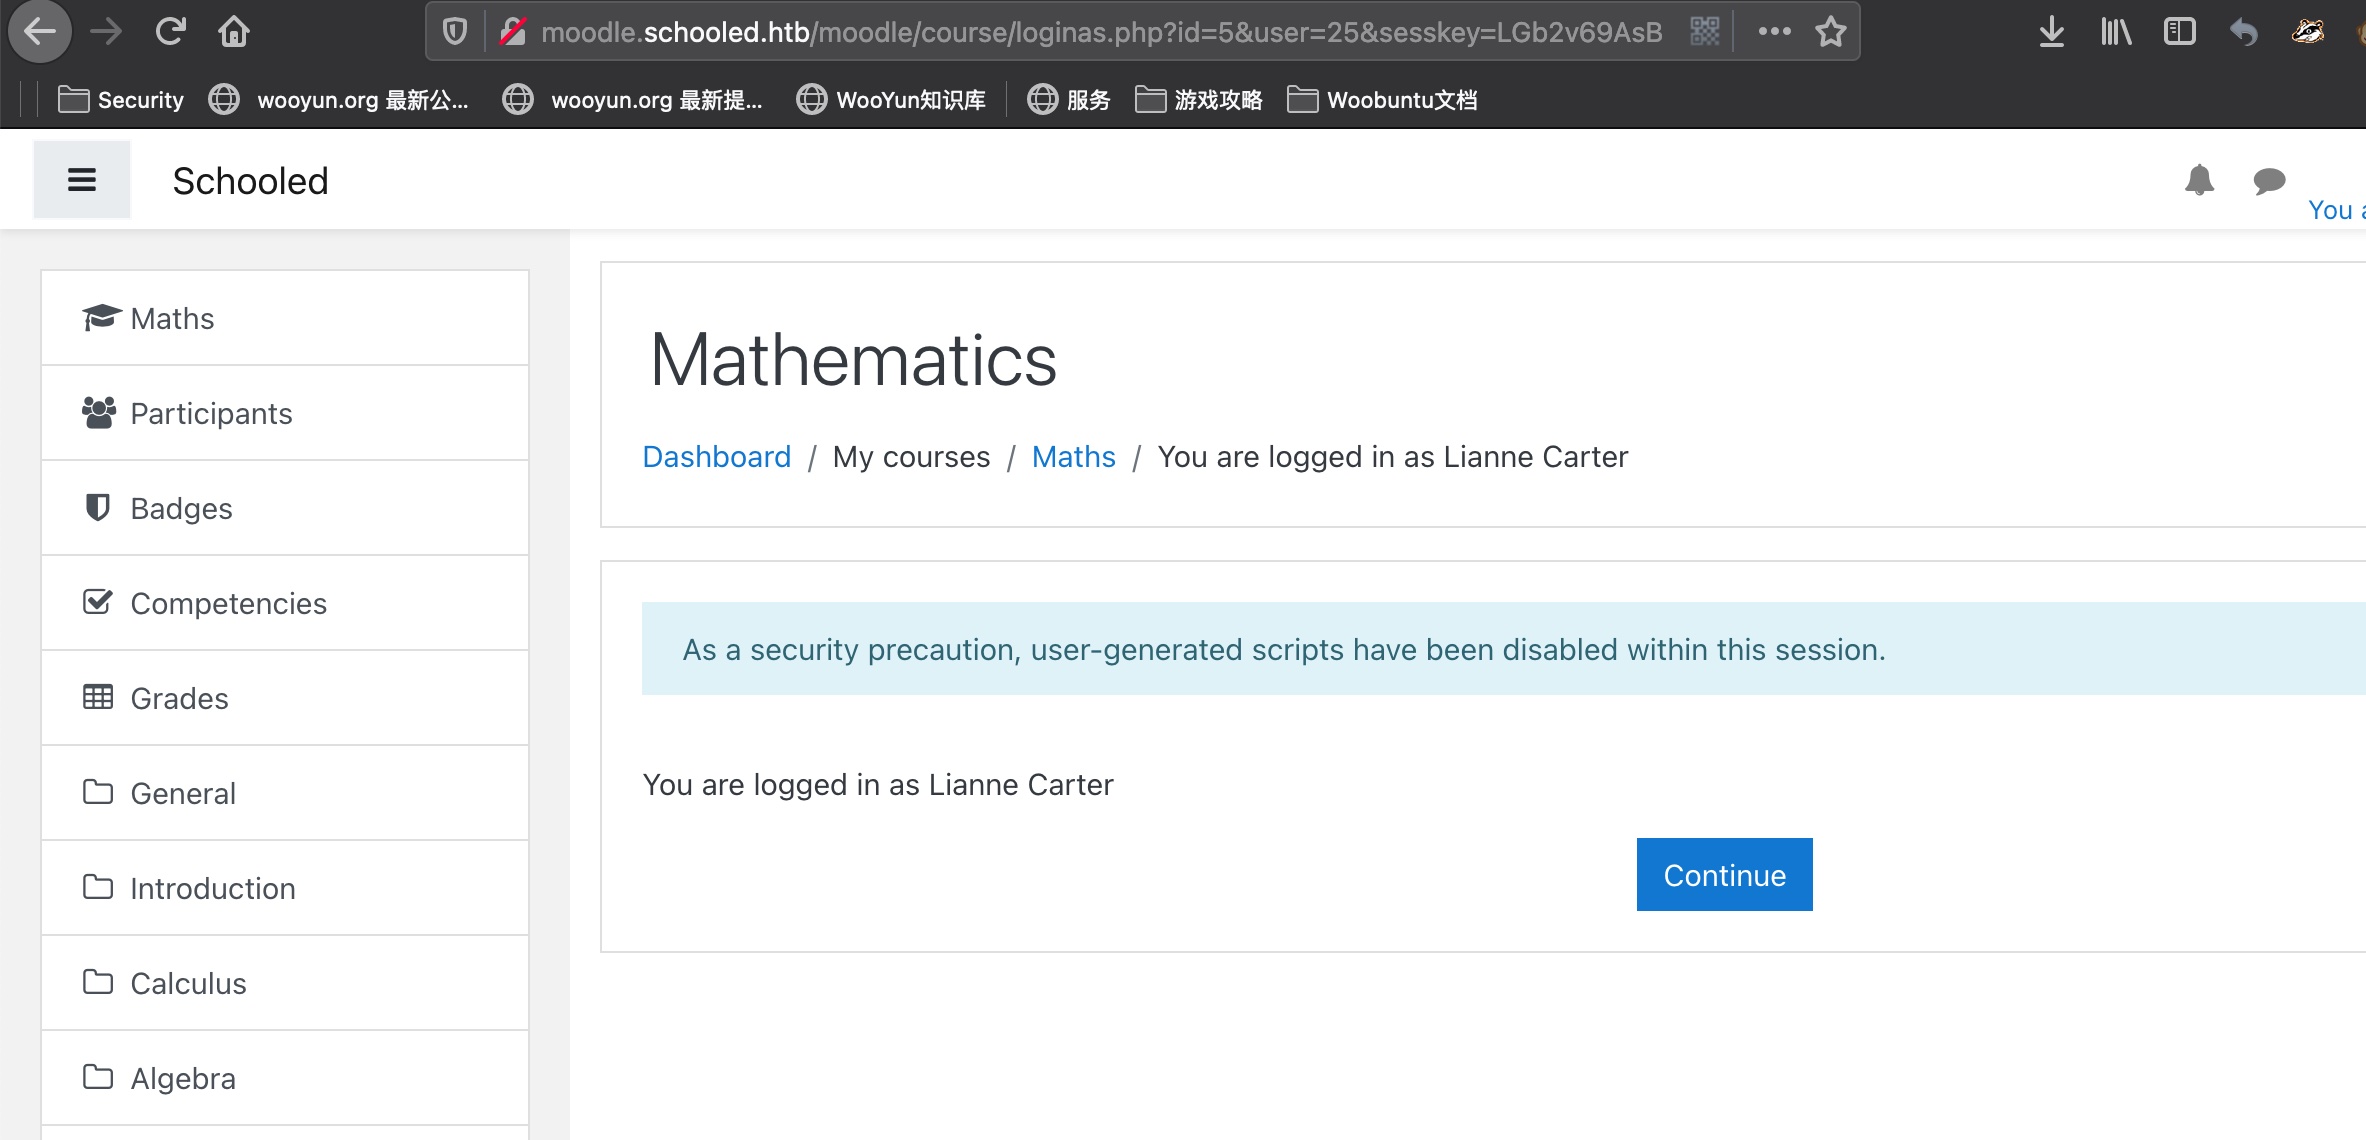 moodle.schooled.htb/moodle/course/loginas.php?id=5&user=25&sesskey=LGb2v69AsB
Security wooyun.org 最新公... wooyun.org 最新提... WooYun知识库 服务 游戏攻略 Woobuntu文档
Schooled
You a
Maths
Participants
Badges
Competencies
Grades
General
Introduction
Calculus
Algebra
Mathematics
Dashboard / My courses / Maths / You are logged in as Lianne Carter
As a security precaution, user-generated scripts have been disabled within this session.
You are logged in as Lianne Carter
Continue